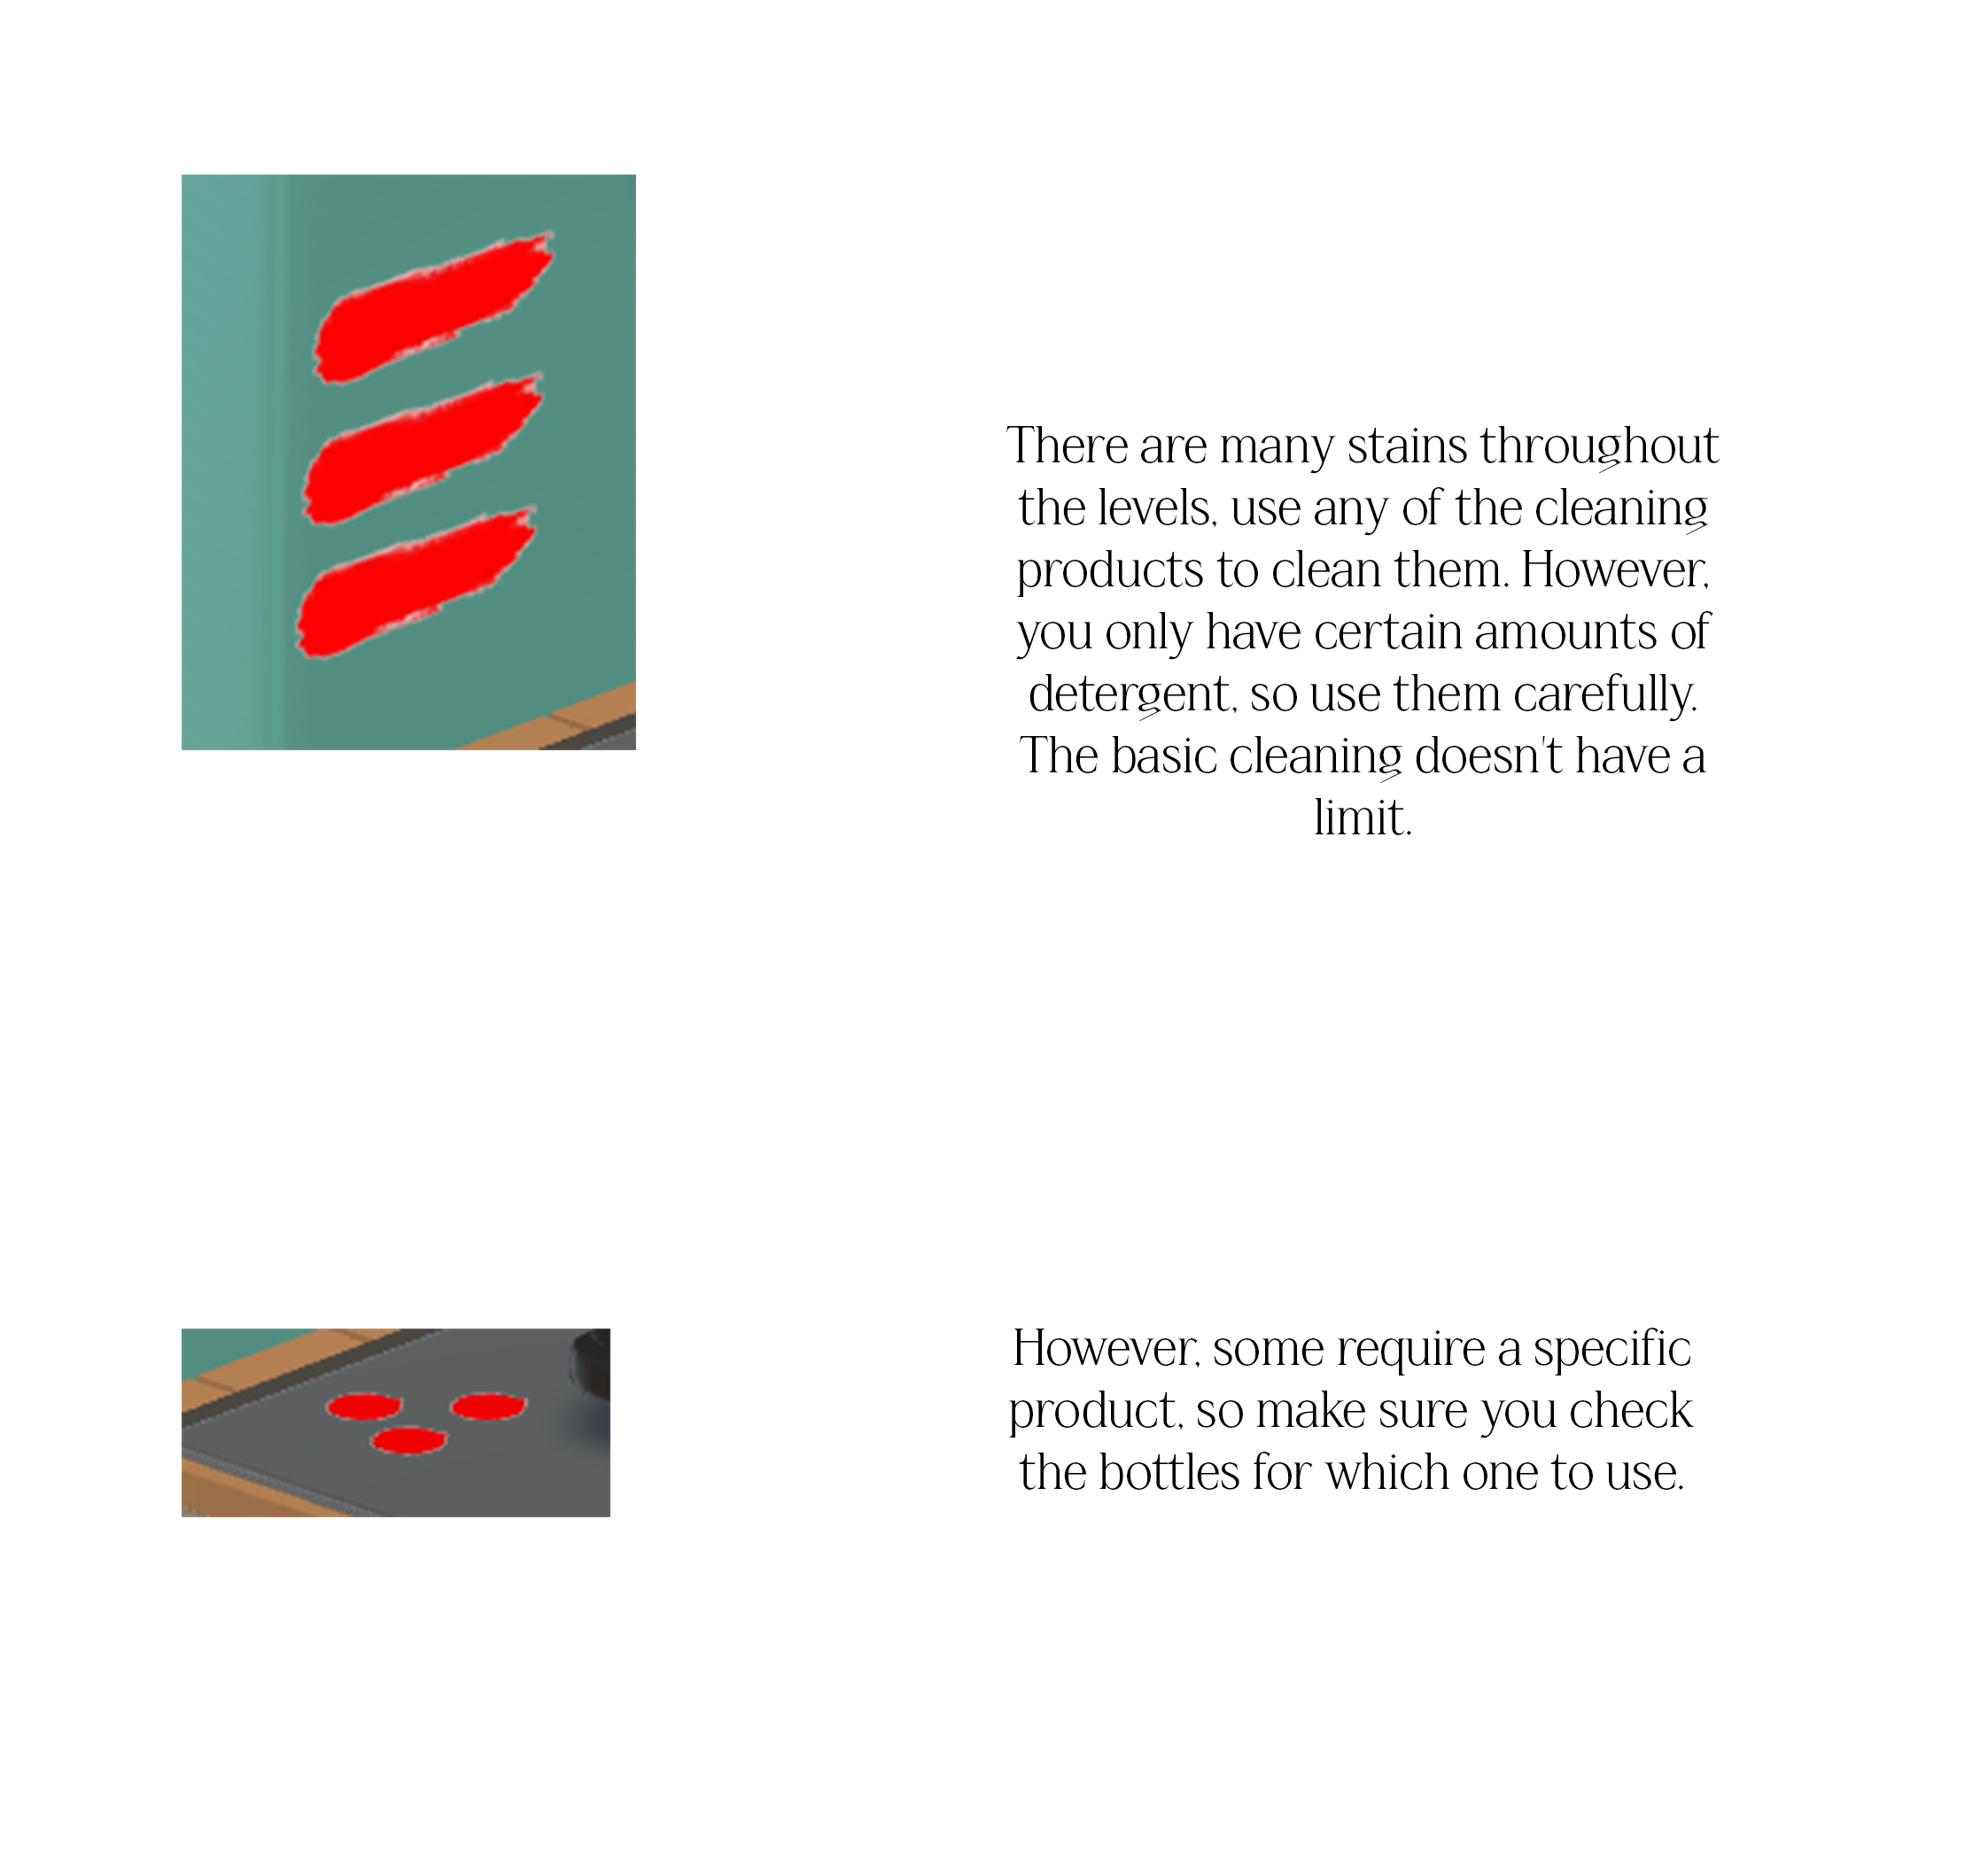 There are many stains throughout
the levels, use any of the cleaning
products to clean them. However,
you only have certain amounts of
detergent, so use them carefully.
The basic cleaning doesn't have a
limit.
However, some require a specific
product, so make sure you check
the bottles for which one to use.